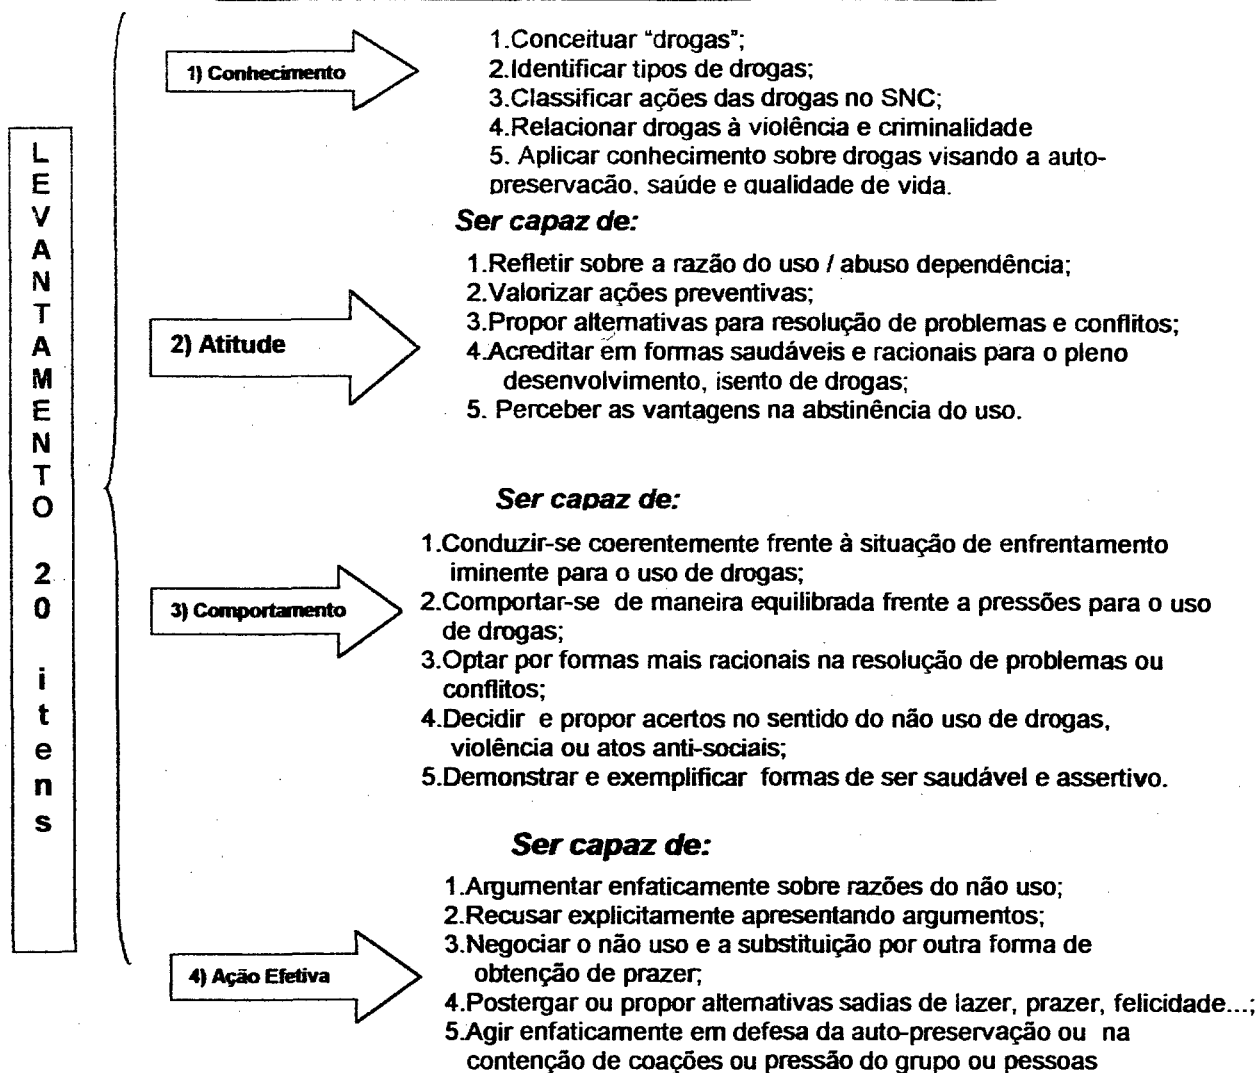 LEVANTAMENTO 20 itens
1) Conhecimento
1.Conceituar “drogas”;
2.Identificar tipos de drogas;
3.Classificar ações das drogas no SNC;
4.Relacionar drogas à violência e criminalidade
5. Aplicar conhecimento sobre drogas visando a auto-
preservação, saúde e qualidade de vida.
Ser capaz de:
2) Atitude
1.Refletir sobre a razão do uso / abuso dependência;
2.Valorizar ações preventivas;
3.Propor alternativas para resolução de problemas e conflitos;
4.Acreditar em formas saudáveis e racionais para o pleno
desenvolvimento, isento de drogas;
5. Perceber as vantagens na abstinência do uso.
Ser capaz de:
3) Comportamento
1.Conduzir-se coerentemente frente à situação de enfrentamento
iminente para o uso de drogas;
2.Comportar-se de maneira equilibrada frente a pressões para o uso
de drogas;
3.Optar por formas mais racionais na resolução de problemas ou
conflitos;
4.Decidir e propor acertos no sentido do não uso de drogas,
violência ou atos anti-sociais;
5.Demonstrar e exemplificar formas de ser saudável e assertivo.
Ser capaz de:
4) Ação Efetiva
1.Argumentar enfaticamente sobre razões do não uso;
2.Recusar explicitamente apresentando argumentos;
3.Negociar o não uso e a substituição por outra forma de
obtenção de prazer;
4.Postergar ou propor alternativas sadias de lazer, prazer, felicidade...;
5.Agir enfaticamente em defesa da auto-preservação ou na
contenção de coações ou pressão do grupo ou pessoas